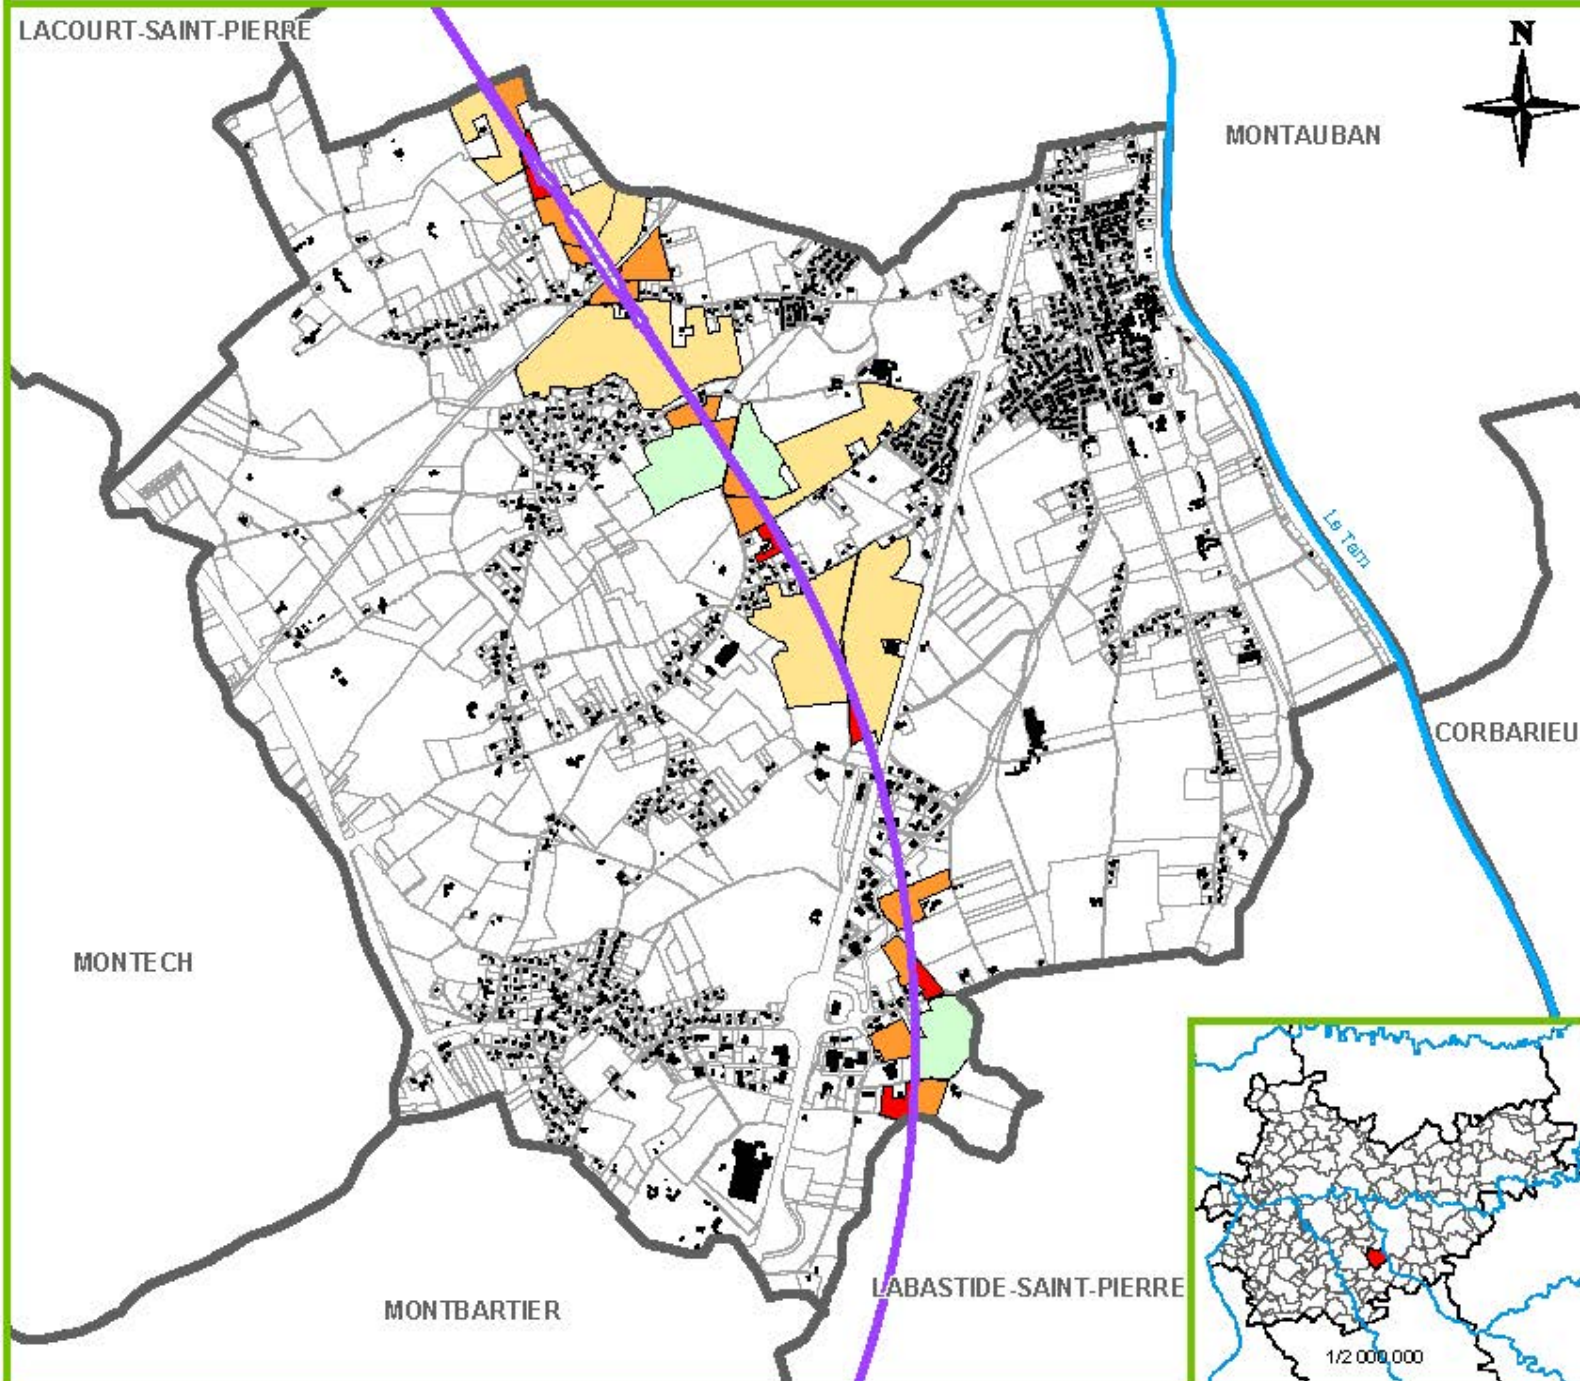 LACOURT-SAINT-PIERRE
N
MONTAUBAN
Le Tarn
CORBARIEU
MONTECH
LABASTIDE-SAINT-PIERRE
MONTBARTIER
1/2 000 000